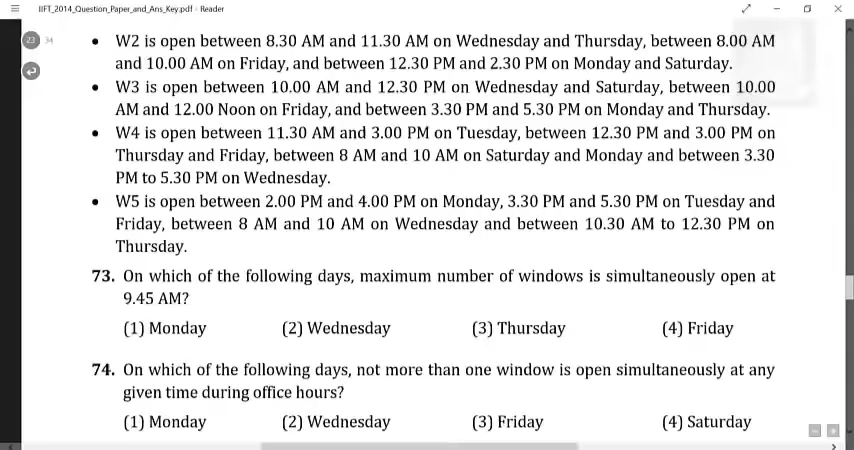 IIFT_2014_Question_Paper_and_Ans_Key.pdf - Reader
23 34
• W2 is open between 8.30 AM and 11.30 AM on Wednesday and Thursday, between 8.00 AM
and 10.00 AM on Friday, and between 12.30 PM and 2.30 PM on Monday and Saturday.
• W3 is open between 10.00 AM and 12.30 PM on Wednesday and Saturday, between 10.00
AM and 12.00 Noon on Friday, and between 3.30 PM and 5.30 PM on Monday and Thursday.
• W4 is open between 11.30 AM and 3.00 PM on Tuesday, between 12.30 PM and 3.00 PM on
Thursday and Friday, between 8 AM and 10 AM on Saturday and Monday and between 3.30
PM to 5.30 PM on Wednesday.
• W5 is open between 2.00 PM and 4.00 PM on Monday, 3.30 PM and 5.30 PM on Tuesday and
Friday, between 8 AM and 10 AM on Wednesday and between 10.30 AM to 12.30 PM on
Thursday.
73. On which of the following days, maximum number of windows is simultaneously open at
9.45 AM?
(1) Monday (2) Wednesday (3) Thursday (4) Friday
74. On which of the following days, not more than one window is open simultaneously at any
given time during office hours?
(1) Monday (2) Wednesday (3) Friday (4) Saturday